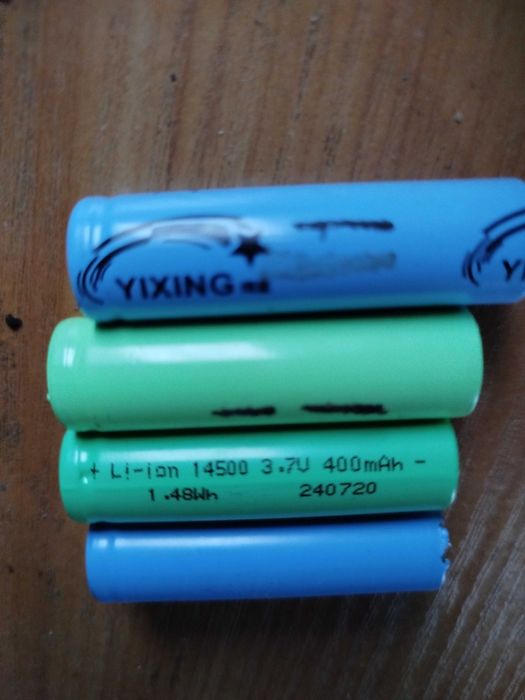 YIXING
+ Li-ion 14500 3.7V 400mAh -
1.48Wh 240720